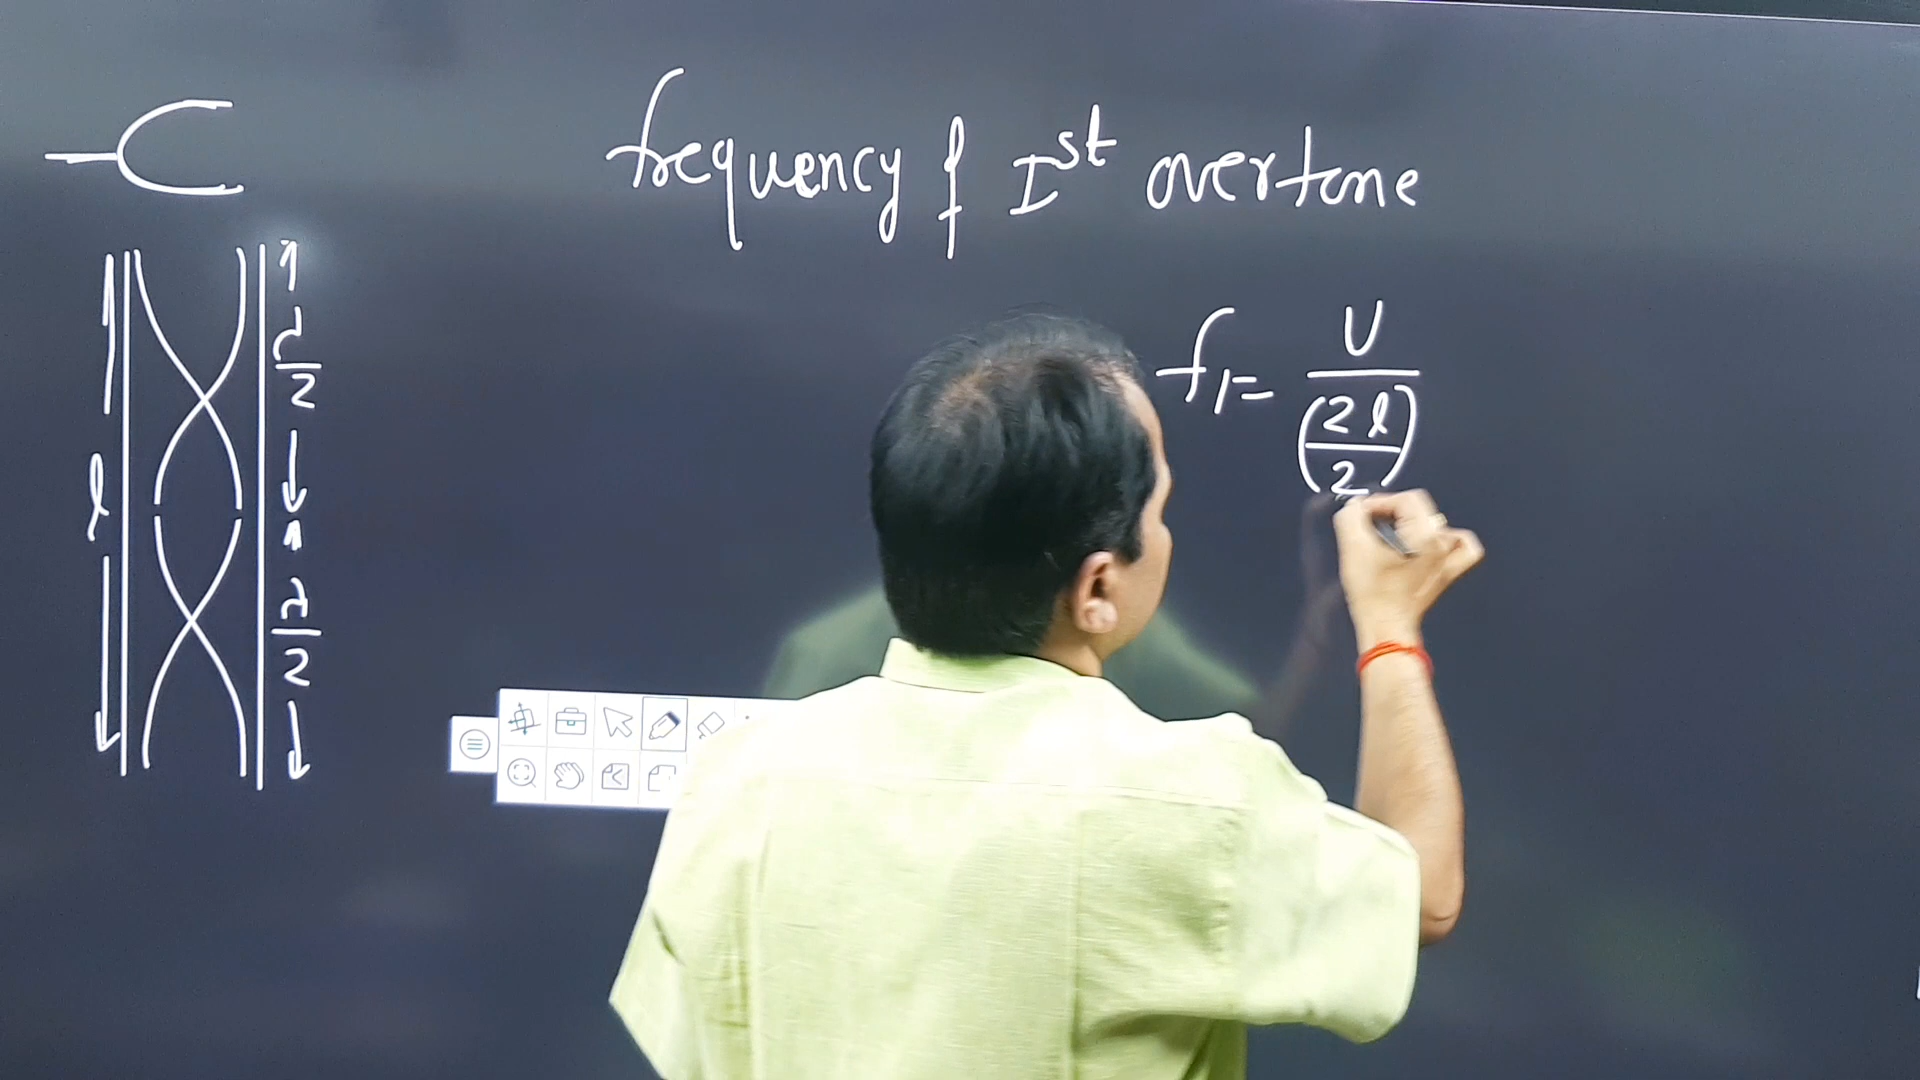 frequency of Ist overtone
f1 = U/(2l/2)
l
λ/2
λ/2